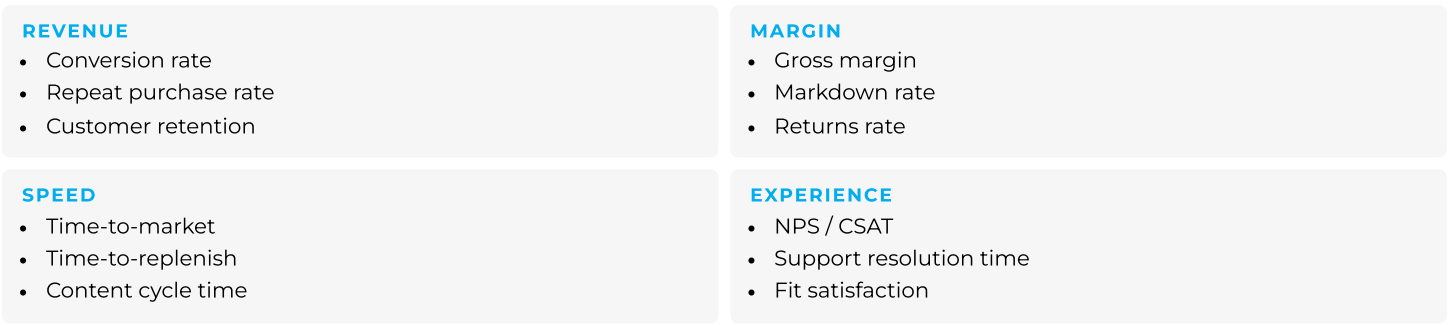 REVENUE
• Conversion rate
• Repeat purchase rate
• Customer retention
MARGIN
• Gross margin
• Markdown rate
• Returns rate
SPEED
• Time-to-market
• Time-to-replenish
• Content cycle time
EXPERIENCE
• NPS / CSAT
• Support resolution time
• Fit satisfaction